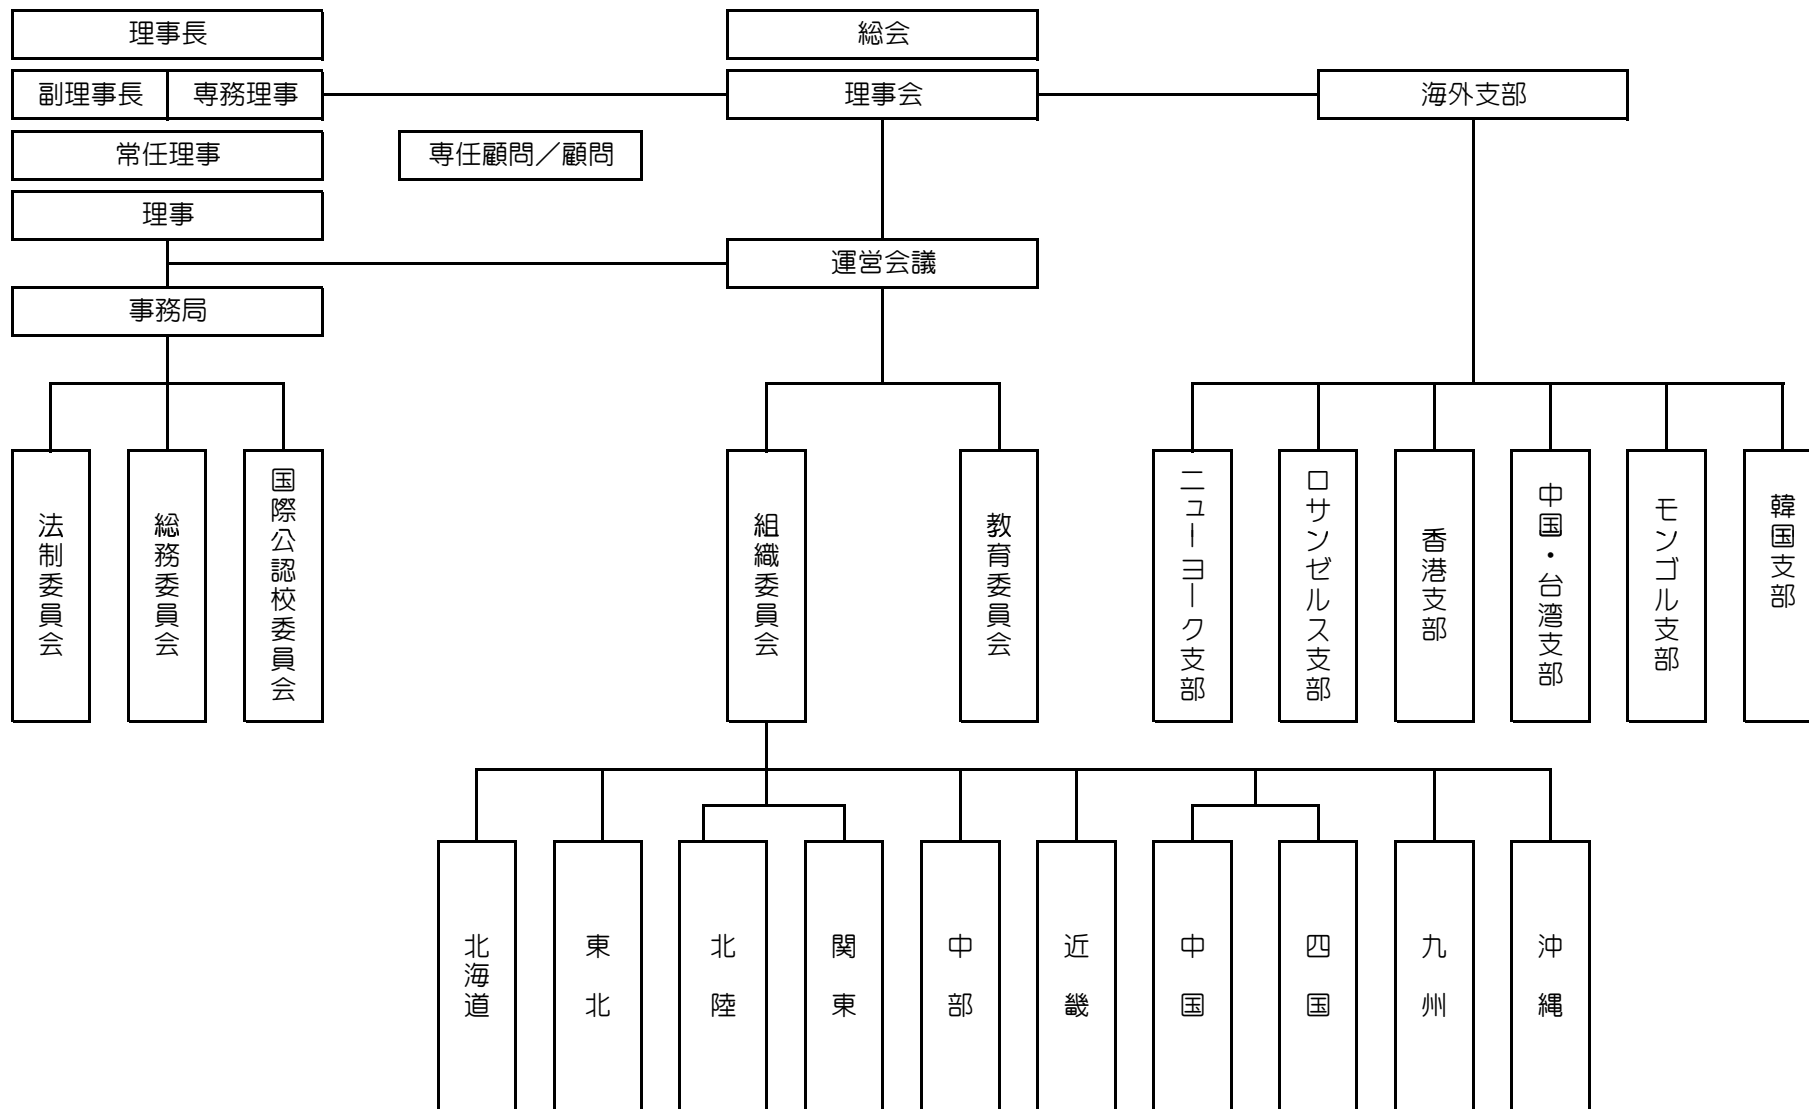 理事長
総会
副理事長
専務理事
理事会
海外支部
常任理事
専任顧問／顧問
理事
運営会議
事務局
法制委員会
総務委員会
国際公認校委員会
組織委員会
教育委員会
ニューヨーク支部
ロサンゼルス支部
香港支部
中国・台湾支部
モンゴル支部
韓国支部
北海道
東北
北陸
関東
中部
近畿
中国
四国
九州
沖縄